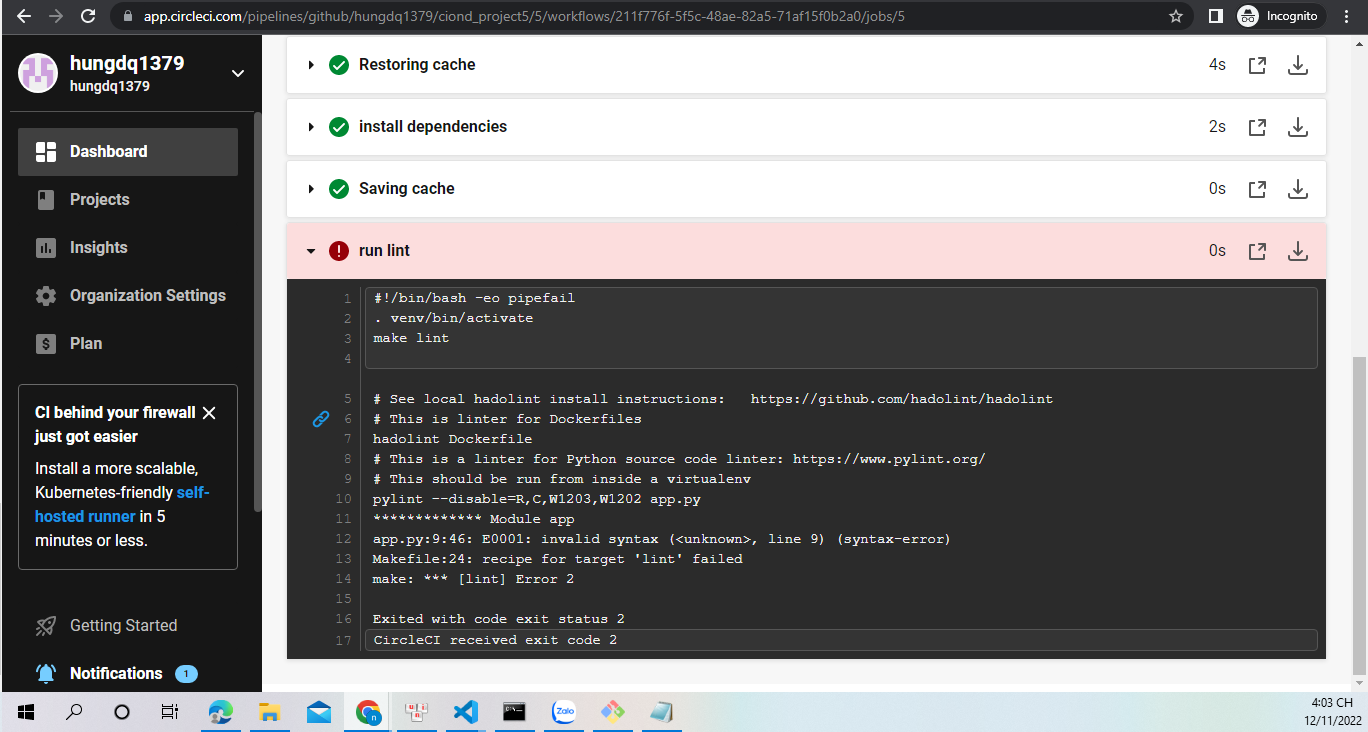 app.circleci.com/pipelines/github/hungdq1379/ciond_project5/5/workflows/211f776f-5f5c-48ae-82a5-71af15f0b2a0/jobs/5
Incognito
hungdq1379
hungdq1379
Dashboard
Projects
Insights
Organization Settings
Plan
CI behind your firewall
just got easier
Install a more scalable,
Kubernetes-friendly self-
hosted runner in 5
minutes or less.
Getting Started
Notifications 1
Restoring cache 4s
install dependencies 2s
Saving cache 0s
run lint 0s
1 #!/bin/bash -eo pipefail
2 . venv/bin/activate
3 make lint
4
5 # See local hadolint install instructions:   https://github.com/hadolint/hadolint
6 # This is linter for Dockerfiles
7 hadolint Dockerfile
8 # This is a linter for Python source code linter: https://www.pylint.org/
9 # This should be run from inside a virtualenv
10 pylint --disable=R,C,W1203,W1202 app.py
11 ************* Module app
12 app.py:9:46: E0001: invalid syntax (<unknown>, line 9) (syntax-error)
13 Makefile:24: recipe for target 'lint' failed
14 make: *** [lint] Error 2
15
16 Exited with code exit status 2
17 CircleCI received exit code 2
n
Zalo
4:03 CH
12/11/2022